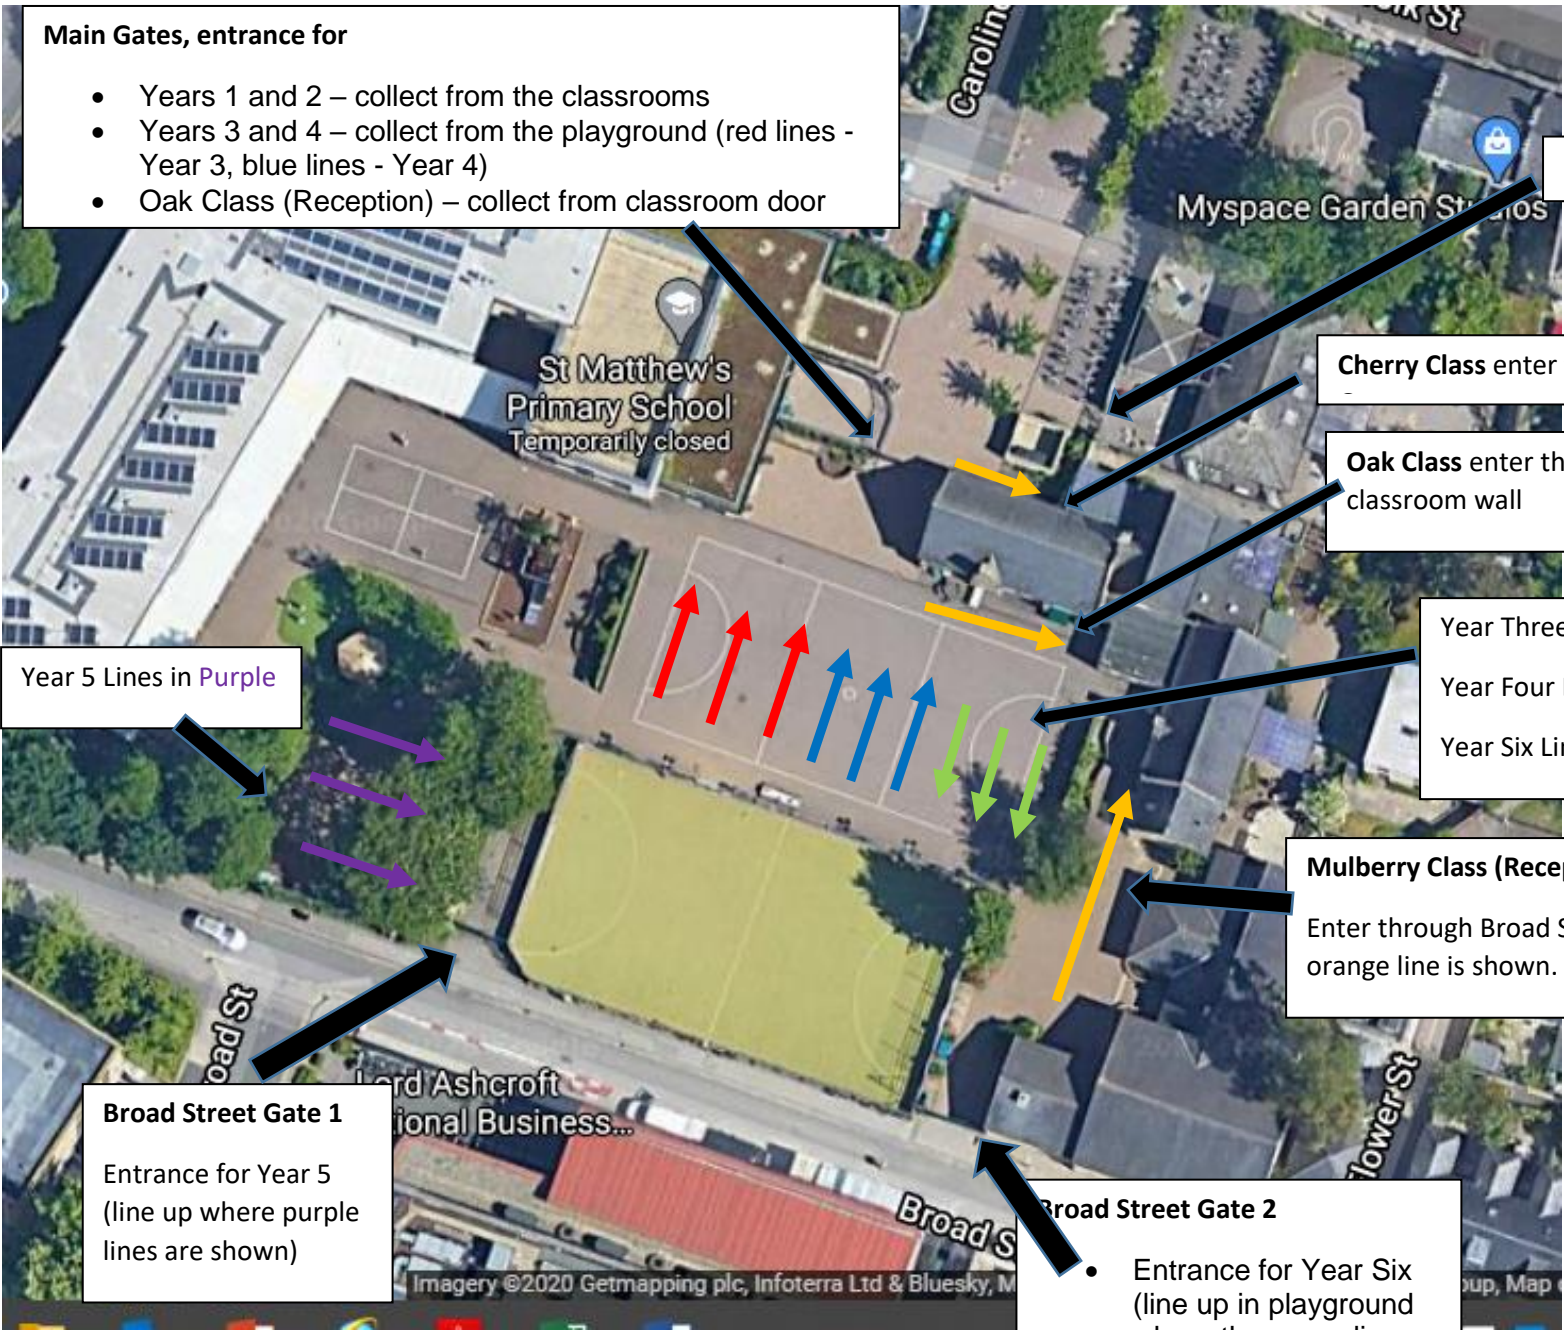 Main Gates, entrance for
• Years 1 and 2 – collect from the classrooms
• Years 3 and 4 – collect from the playground (red lines -
Year 3, blue lines - Year 4)
• Oak Class (Reception) – collect from classroom door
Myspace Garden Studios
St Matthew's
Primary School
Temporarily closed
Cherry Class enter
Oak Class enter th
classroom wall
Year Three
Year Four
Year Six Li
Year 5 Lines in Purple
Mulberry Class (Rece
Enter through Broad S
orange line is shown.
oad St
Broad Street Gate 1
Entrance for Year 5
(line up where purple
lines are shown)
Lord Ashcroft
ional Business...
lower St
Broad S
Broad Street Gate 2
• Entrance for Year Six
(line up in playground
Imagery ©2020 Getmapping plc, Infoterra Ltd & Bluesky, M
oup, Map